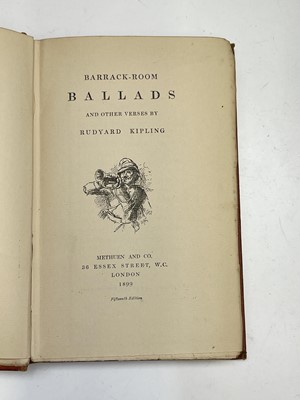 BARRACK-ROOM
BALLADS
AND OTHER VERSES BY
RUDYARD KIPLING
METHUEN AND CO.
36 ESSEX STREET, W.C.
LONDON
1899
Fifteenth Edition